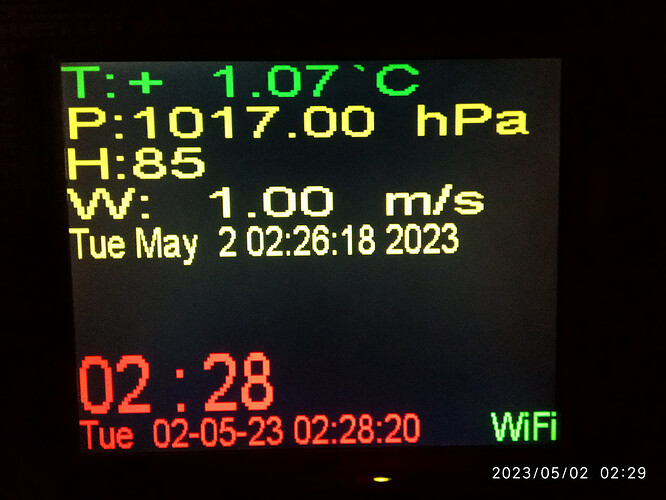 T:+ 1.07`C
P:1017.00 hPa
H:85
W: 1.00 m/s
Tue May 2 02:26:18 2023
02:28
Tue 02-05-23 02:28:20 WiFi
2023/05/02 02:29